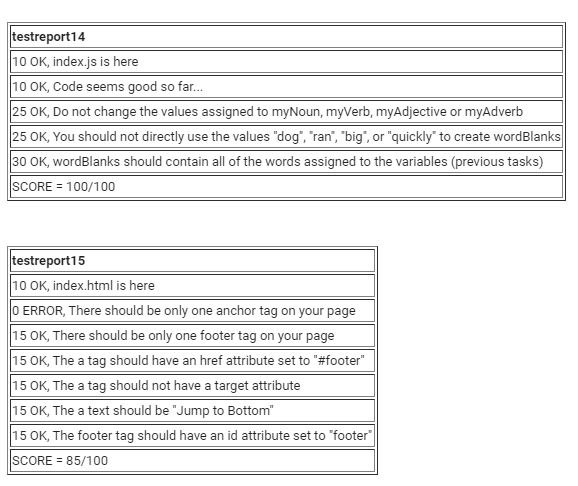 testreport14
10 OK, index.js is here
10 OK, Code seems good so far...
25 OK, Do not change the values assigned to myNoun, myVerb, myAdjective or myAdverb
25 OK, You should not directly use the values "dog", "ran", "big", or "quickly" to create wordBlanks
30 OK, wordBlanks should contain all of the words assigned to the variables (previous tasks)
SCORE = 100/100
testreport15
10 OK, index.html is here
0 ERROR, There should be only one anchor tag on your page
15 OK, There should be only one footer tag on your page
15 OK, The a tag should have an href attribute set to "#footer"
15 OK, The a tag should not have a target attribute
15 OK, The a text should be "Jump to Bottom"
15 OK, The footer tag should have an id attribute set to "footer"
SCORE = 85/100